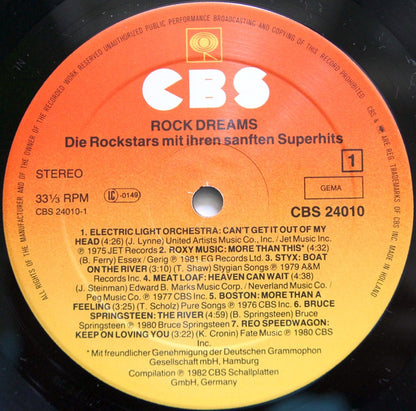 ALL RIGHTS OF THE MANUFACTURER AND OF THE OWNER OF THE RECORDED WORK RESERVED UNAUTHORIZED PUBLIC PERFORMANCE BROADCASTING AND COPYING OF THIS RECORD PROHIBITED
CBS & ARE REG. TRADEMARKS OF CBS INC. MADE IN HOLLAND
CBS
ROCK DREAMS
Die Rockstars mit ihren sanften Superhits
STEREO
1
33⅓ RPM
LC-0149
GEMA
CBS 24010-1
CBS 24010
1. ELECTRIC LIGHT ORCHESTRA: CAN'T GET IT OUT OF MY
HEAD (4:26) (J. Lynne) United Artists Music Co., Inc. / Jet Music Inc.
℗ 1975 JET Records 2. ROXY MUSIC: MORE THAN THIS* (4:32)
(B. Ferry) Essex / Gerig ℗ 1981 EG Records Ltd. 3. STYX: BOAT
ON THE RIVER (3:10) (T. Shaw) Stygian Songs ℗ 1979 A&M
Records Inc. 4. MEAT LOAF: HEAVEN CAN WAIT (4:38)
(J. Steinman) Edward B. Marks Music Corp. / Neverland Music Co. /
Peg Music Co. ℗ 1977 CBS Inc. 5. BOSTON: MORE THAN A
FEELING (3:25) (T. Scholz) Pure Songs ℗ 1976 CBS Inc. 6. BRUCE
SPRINGSTEEN: THE RIVER (4:59) (B. Springsteen) Bruce
Springsteen ℗ 1980 Bruce Springsteen 7. REO SPEEDWAGON:
KEEP ON LOVING YOU (3:22) (K. Cronin) Fate Music ℗ 1980 CBS
Inc.
* Mit freundlicher Genehmigung der Deutschen Grammophon
Gesellschaft mbH, Hamburg
Compilation ℗ 1982 CBS Schallplatten
GmbH, Germany